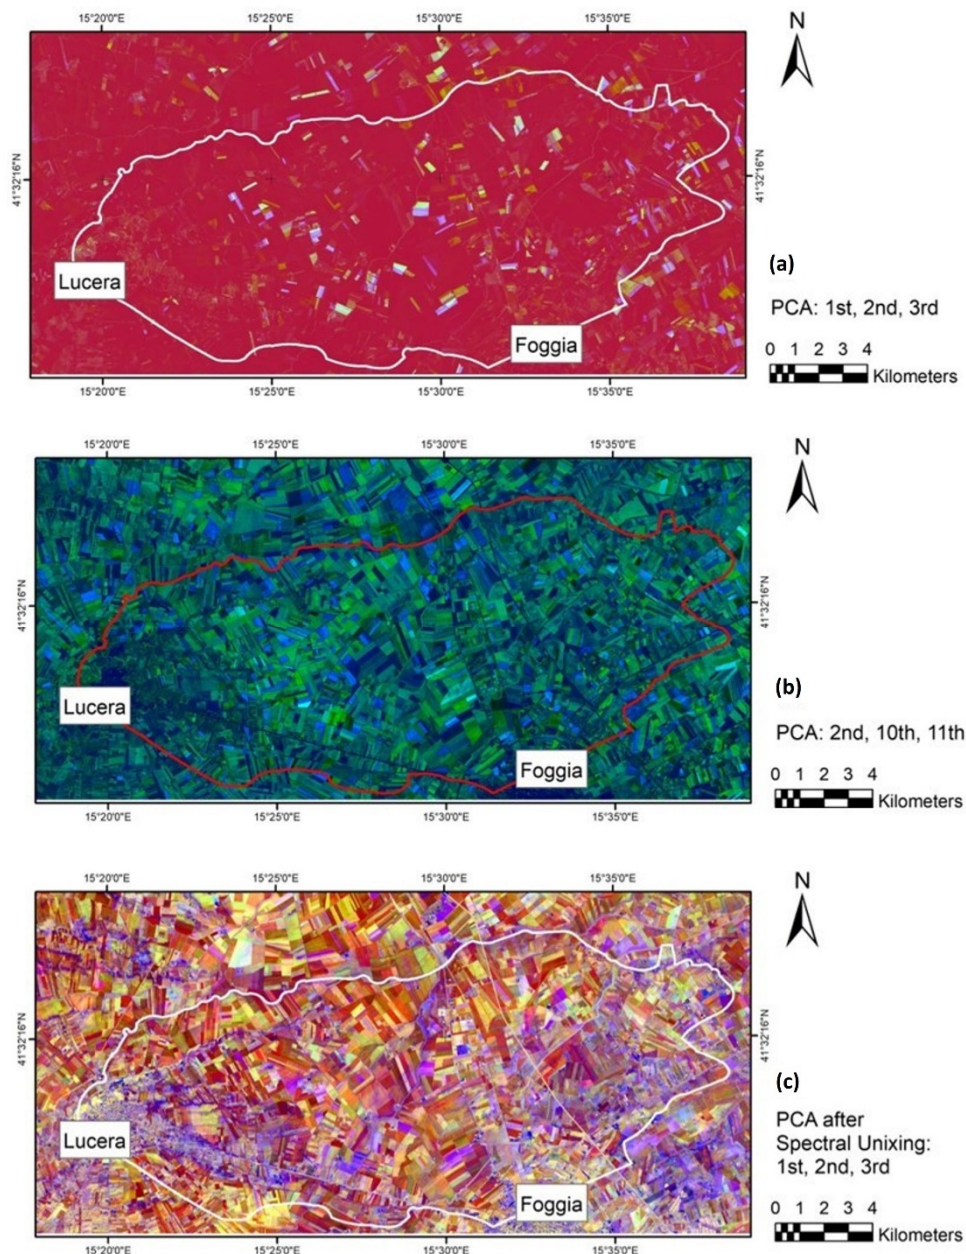 15°20'0"E 15°25'0"E 15°30'0"E 15°35'0"E
N
41°32'16"N
41°32'16"N
Lucera
Foggia
(a)
PCA: 1st, 2nd, 3rd
0 1 2 3 4
Kilometers
15°20'0"E 15°25'0"E 15°30'0"E 15°35'0"E
15°20'0"E 15°25'0"E 15°30'0"E 15°35'0"E
N
41°32'16"N
41°32'16"N
Lucera
Foggia
(b)
PCA: 2nd, 10th, 11th
0 1 2 3 4
Kilometers
15°20'0"E 15°25'0"E 15°30'0"E 15°35'0"E
15°20'0"E 15°25'0"E 15°30'0"E 15°35'0"E
N
41°32'16"N
41°32'16"N
Lucera
Foggia
(c)
PCA after
Spectral Unixing:
1st, 2nd, 3rd
0 1 2 3 4
Kilometers
15°20'0"E 15°25'0"E 15°30'0"E 15°35'0"E